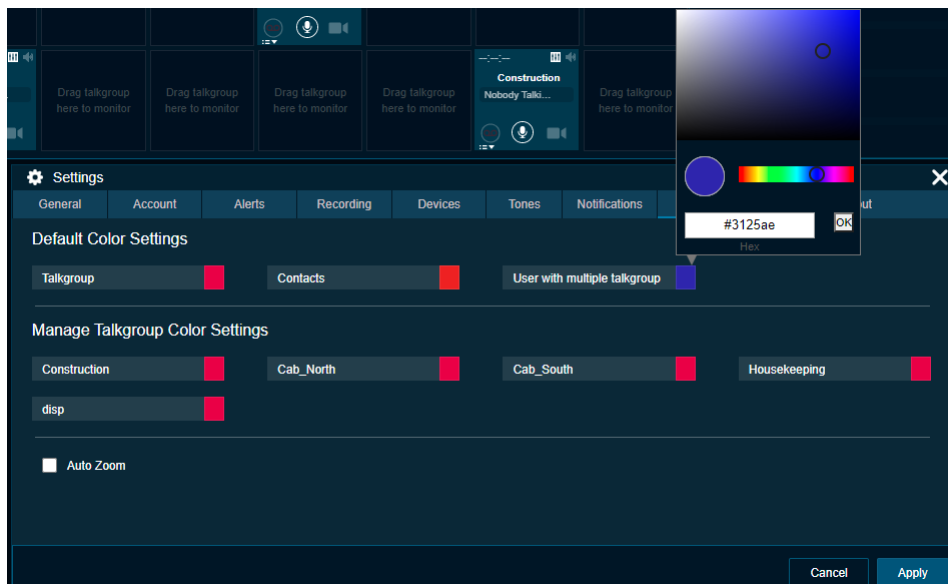 Drag talkgroup
here to monitor
Drag talkgroup
here to monitor
Drag talkgroup
here to monitor
Drag talkgroup
here to monitor
--:--:--
Construction
Nobody Talki...
Drag talkgroup
here to monitor
Settings
General Account Alerts Recording Devices Tones Notifications
#3125ae OK
Hex
Default Color Settings
Talkgroup Contacts User with multiple talkgroup
Manage Talkgroup Color Settings
Construction Cab_North Cab_South Housekeeping
disp
Auto Zoom
Cancel Apply